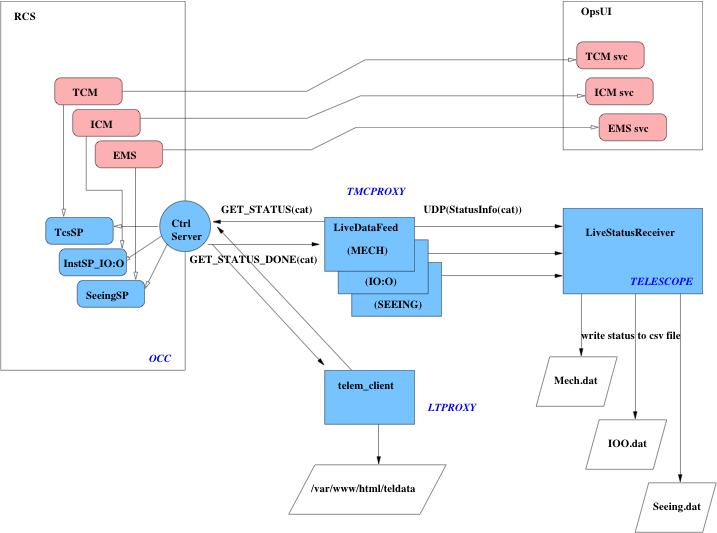 RCS
OpsUI
TCM
TCM svc
ICM
ICM svc
EMS
EMS svc
TMCPROXY
GET_STATUS(cat)
UDP(StatusInfo(cat))
TcsSP
Ctrl
Server
LiveDataFeed
(MECH)
LiveStatusReceiver
InstSP_IO:O
GET_STATUS_DONE(cat)
(IO:O)
TELESCOPE
SeeingSP
(SEEING)
write status to csv file
OCC
Mech.dat
telem_client
LTPROXY
IOO.dat
/var/www/html/teldata
Seeing.dat